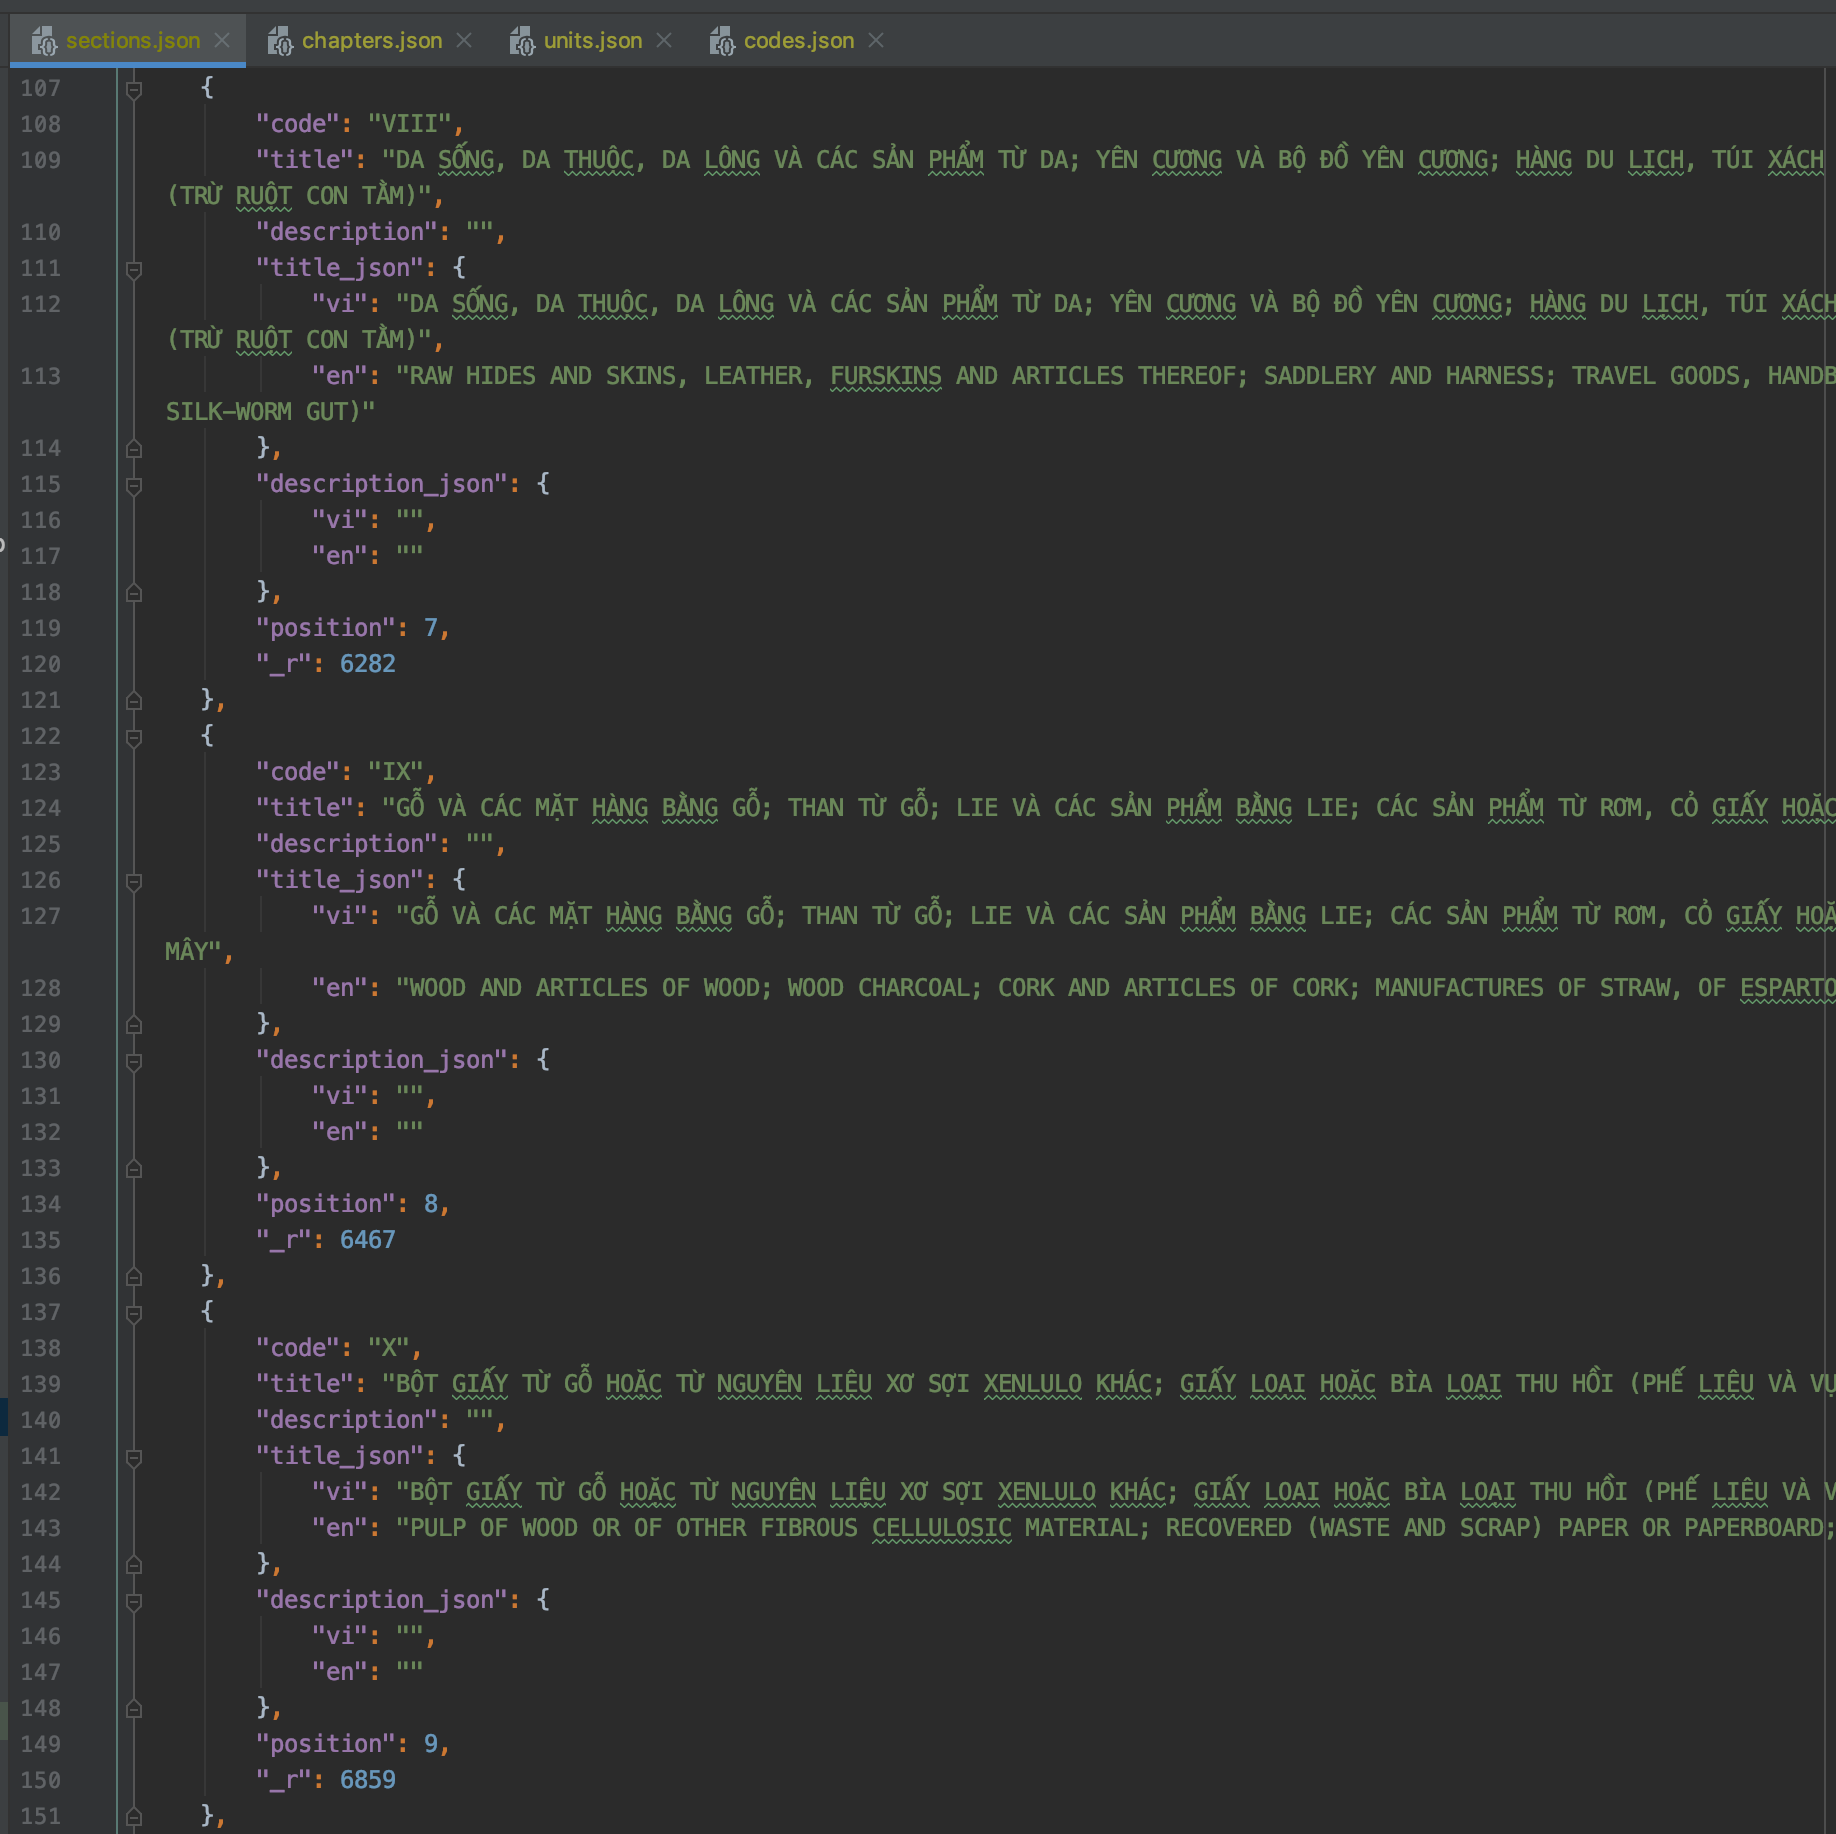 sections.json chapters.json units.json codes.json
107 {
108 "code": "VIII",
109 "title": "DA SỐNG, DA THUỘC, DA LÔNG VÀ CÁC SẢN PHẨM TỪ DA; YÊN CƯƠNG VÀ BỘ ĐỒ YÊN CƯƠNG; HÀNG DU LỊCH, TÚI XÁCH
(TRỪ RUỘT CON TẰM)",
110 "description": "",
111 "title_json": {
112 "vi": "DA SỐNG, DA THUỘC, DA LÔNG VÀ CÁC SẢN PHẨM TỪ DA; YÊN CƯƠNG VÀ BỘ ĐỒ YÊN CƯƠNG; HÀNG DU LỊCH, TÚI XÁCH
(TRỪ RUỘT CON TẰM)",
113 "en": "RAW HIDES AND SKINS, LEATHER, FURSKINS AND ARTICLES THEREOF; SADDLERY AND HARNESS; TRAVEL GOODS, HANDB
SILK-WORM GUT)"
114 },
115 "description_json": {
116 "vi": "",
117 "en": ""
118 },
119 "position": 7,
120 "_r": 6282
121 },
122 {
123 "code": "IX",
124 "title": "GỖ VÀ CÁC MẶT HÀNG BẰNG GỖ; THAN TỪ GỖ; LIE VÀ CÁC SẢN PHẨM BẰNG LIE; CÁC SẢN PHẨM TỪ RƠM, CỎ GIẤY HOẶC
125 "description": "",
126 "title_json": {
127 "vi": "GỖ VÀ CÁC MẶT HÀNG BẰNG GỖ; THAN TỪ GỖ; LIE VÀ CÁC SẢN PHẨM BẰNG LIE; CÁC SẢN PHẨM TỪ RƠM, CỎ GIẤY HOẶ
MÂY",
128 "en": "WOOD AND ARTICLES OF WOOD; WOOD CHARCOAL; CORK AND ARTICLES OF CORK; MANUFACTURES OF STRAW, OF ESPARTO
129 },
130 "description_json": {
131 "vi": "",
132 "en": ""
133 },
134 "position": 8,
135 "_r": 6467
136 },
137 {
138 "code": "X",
139 "title": "BỘT GIẤY TỪ GỖ HOẶC TỪ NGUYÊN LIỆU XƠ SỢI XENLULO KHÁC; GIẤY LOẠI HOẶC BÌA LOẠI THU HỒI (PHẾ LIỆU VÀ VỤ
140 "description": "",
141 "title_json": {
142 "vi": "BỘT GIẤY TỪ GỖ HOẶC TỪ NGUYÊN LIỆU XƠ SỢI XENLULO KHÁC; GIẤY LOẠI HOẶC BÌA LOẠI THU HỒI (PHẾ LIỆU VÀ V
143 "en": "PULP OF WOOD OR OF OTHER FIBROUS CELLULOSIC MATERIAL; RECOVERED (WASTE AND SCRAP) PAPER OR PAPERBOARD;
144 },
145 "description_json": {
146 "vi": "",
147 "en": ""
148 },
149 "position": 9,
150 "_r": 6859
151 },